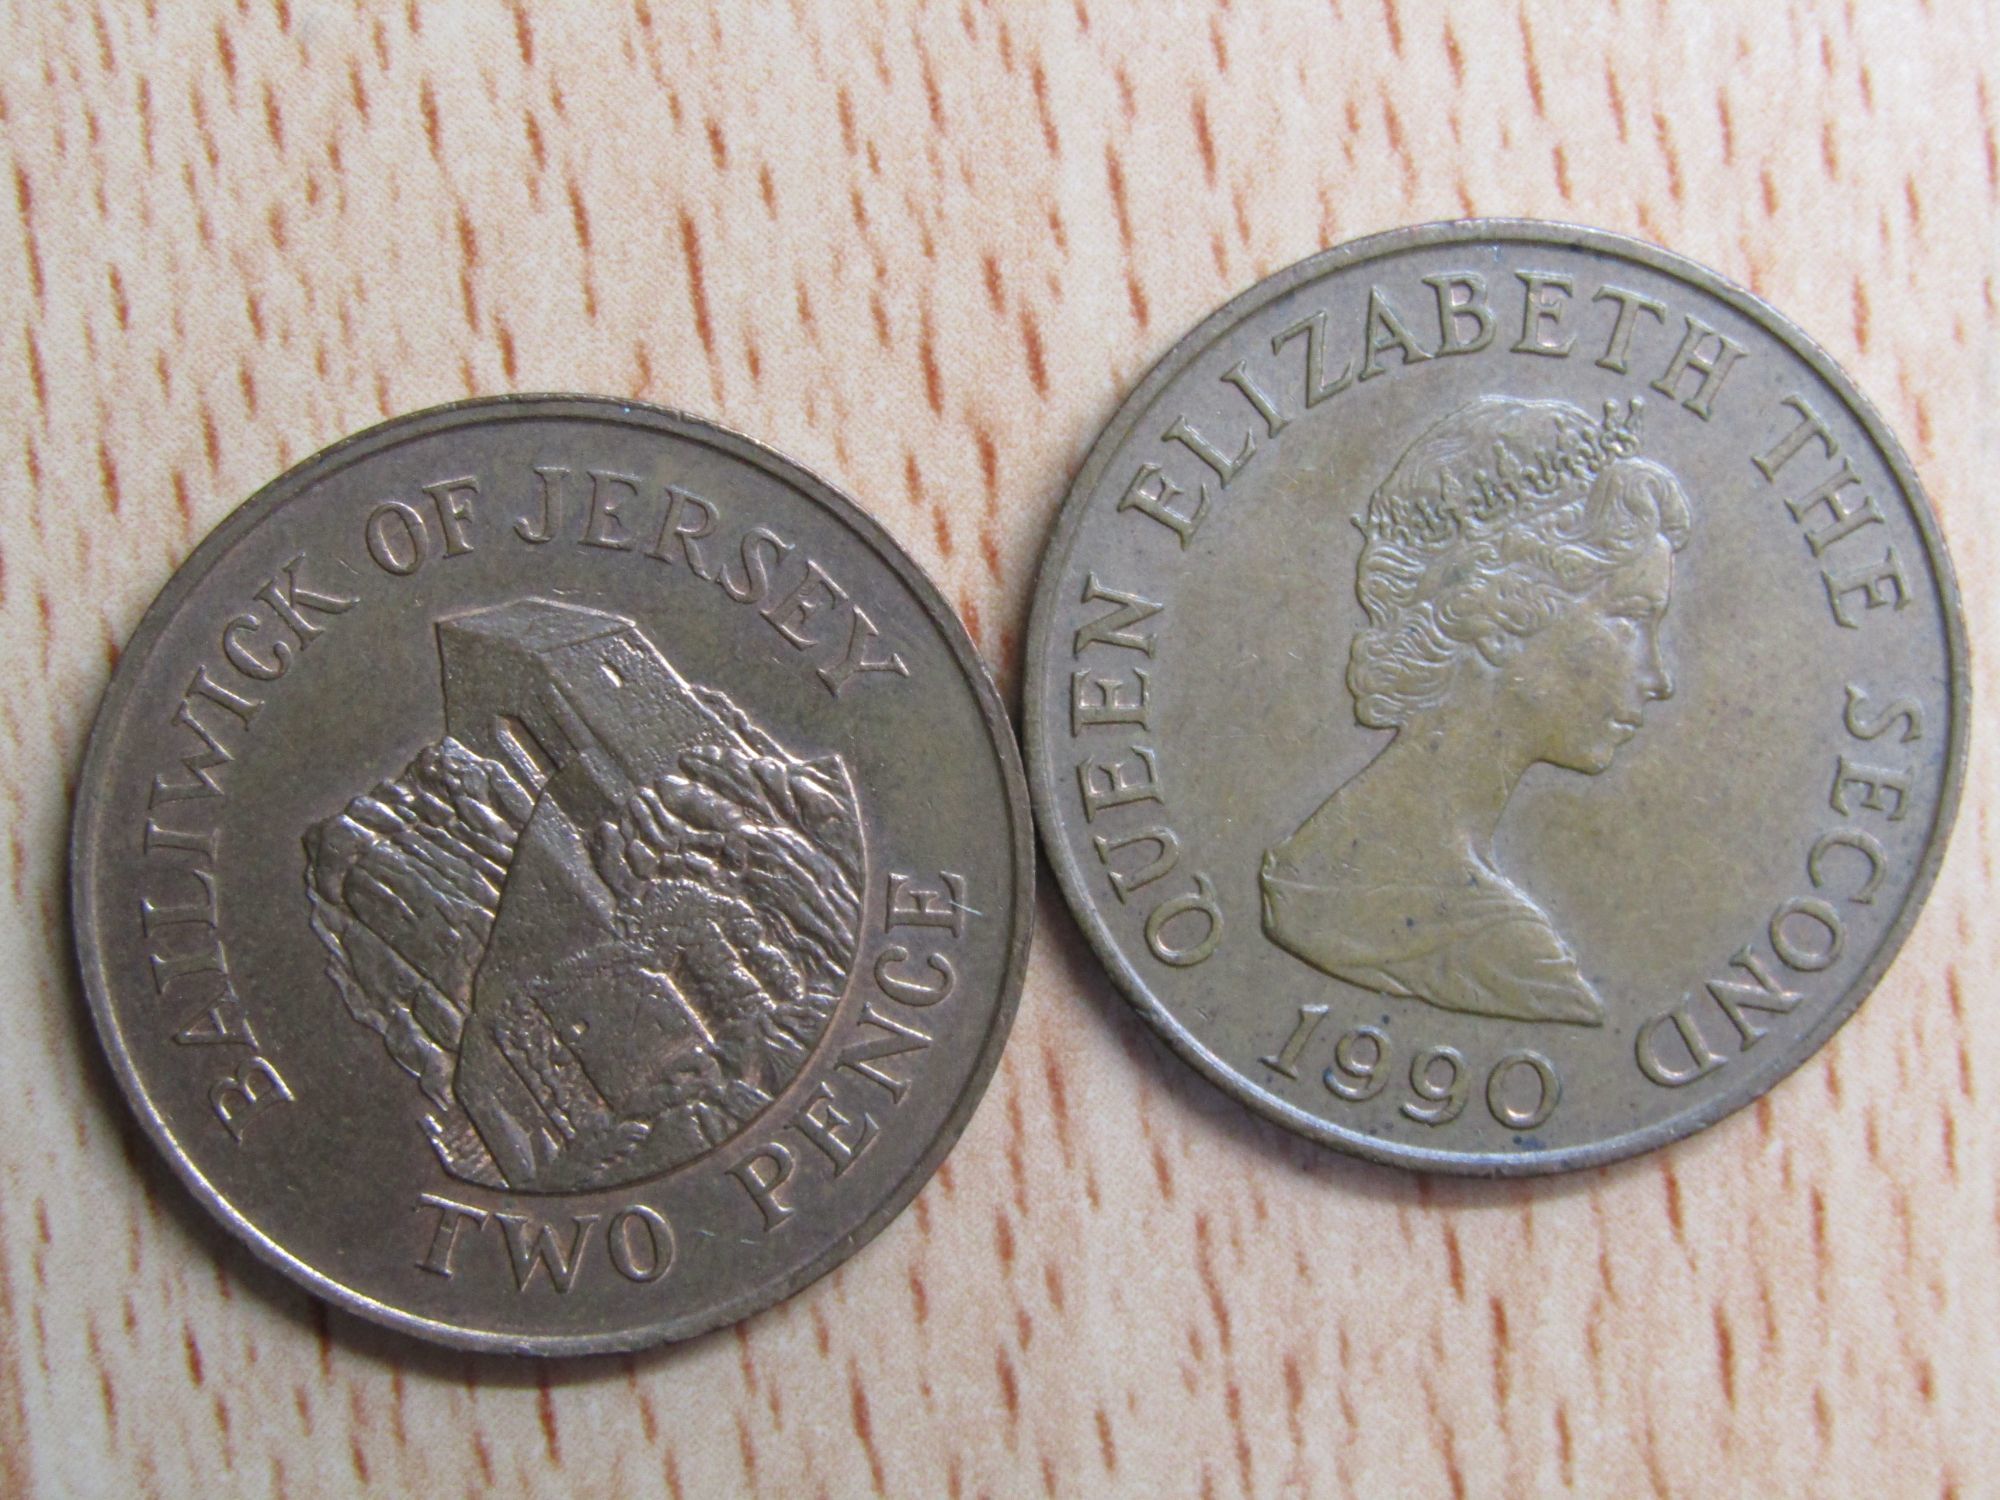 BAILIWICK OF JERSEY
TWO PENCE
QUEEN ELIZABETH THE SECOND
1990